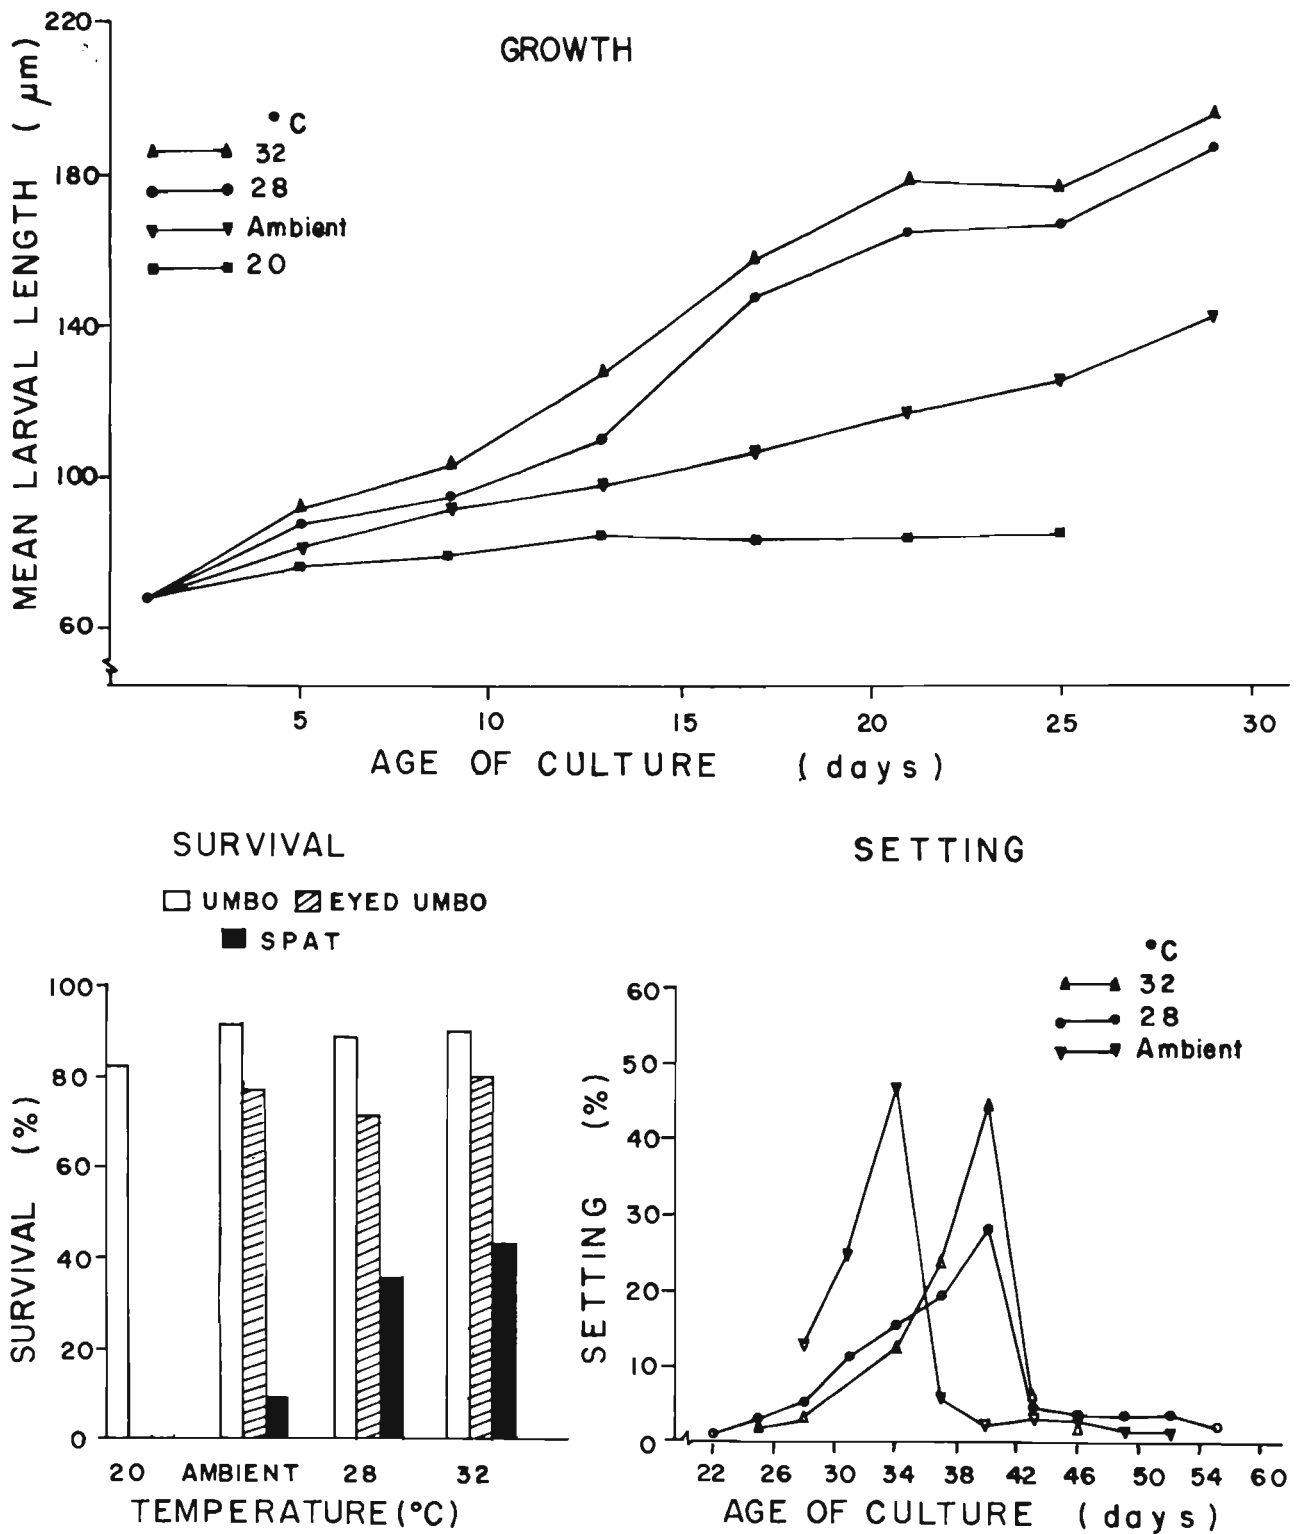 GROWTH
MEAN LARVAL LENGTH (µm)
220
180
140
100
60
°C
32
28
Ambient
20
5 10 15 20 25 30
AGE OF CULTURE (days)
SURVIVAL
UMBO EYED UMBO
SPAT
SURVIVAL (%)
100
80
60
40
20
0
20 AMBIENT 28 32
TEMPERATURE (°C)
SETTING
°C
32
28
Ambient
SETTING (%)
60
50
40
30
20
10
0
22 26 30 34 38 42 46 50 54 60
AGE OF CULTURE (days)